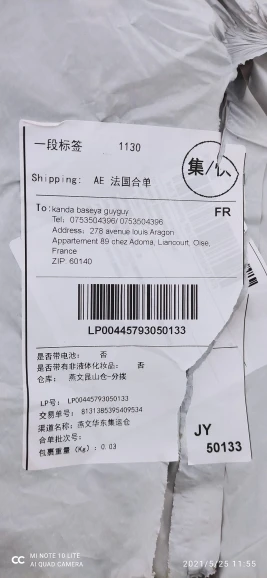 一段标签 1130
集/
Shipping: AE 法国合单
To: kanda baseya guyguy
FR
Tel: 0753504396/ 0753504396
Address: 278 avenue louis Aragon
Appartement 89 chez Adoma, Liancourt, Oise,
France
ZIP: 60140
LP00445793050133
是否带电池: 否
是否带有非液体化妆品: 否
仓库: 燕文昆山仓-分拨
LP号: LP00445793050133
交易单号: 8131385395409534
渠道名称: 燕文华东集运仓
合单批次号:
包裹重量 (Kg): 0.03
JY
50133
MI NOTE 10 LITE
AI QUAD CAMERA
2021/5/25 11:55